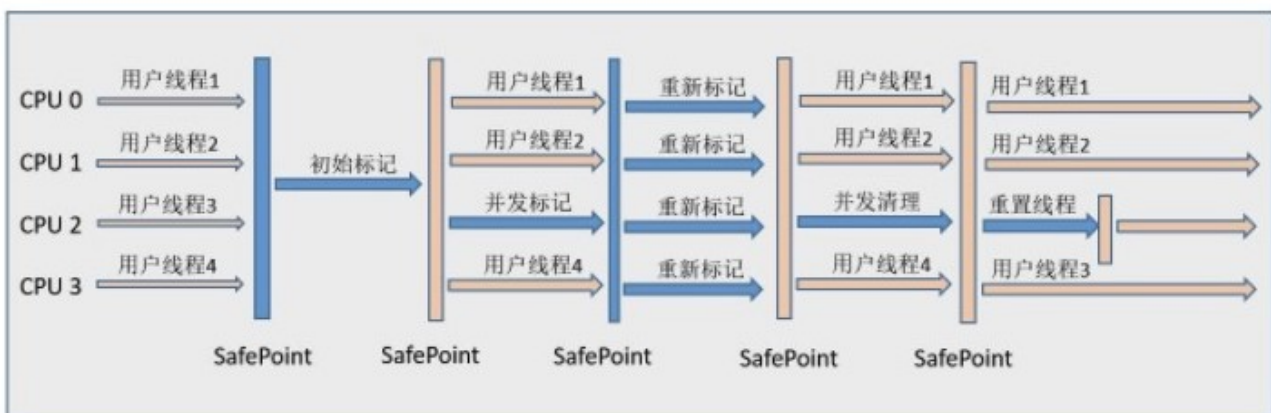 用户线程1 用户线程1 重新标记 用户线程1 用户线程1
CPU 0
用户线程2 用户线程2 重新标记 用户线程2 用户线程2
CPU 1
初始标记
用户线程3 并发标记 重新标记 并发清理 重置线程
CPU 2
用户线程4 用户线程4 重新标记 用户线程4 用户线程3
CPU 3
SafePoint SafePoint SafePoint SafePoint SafePoint